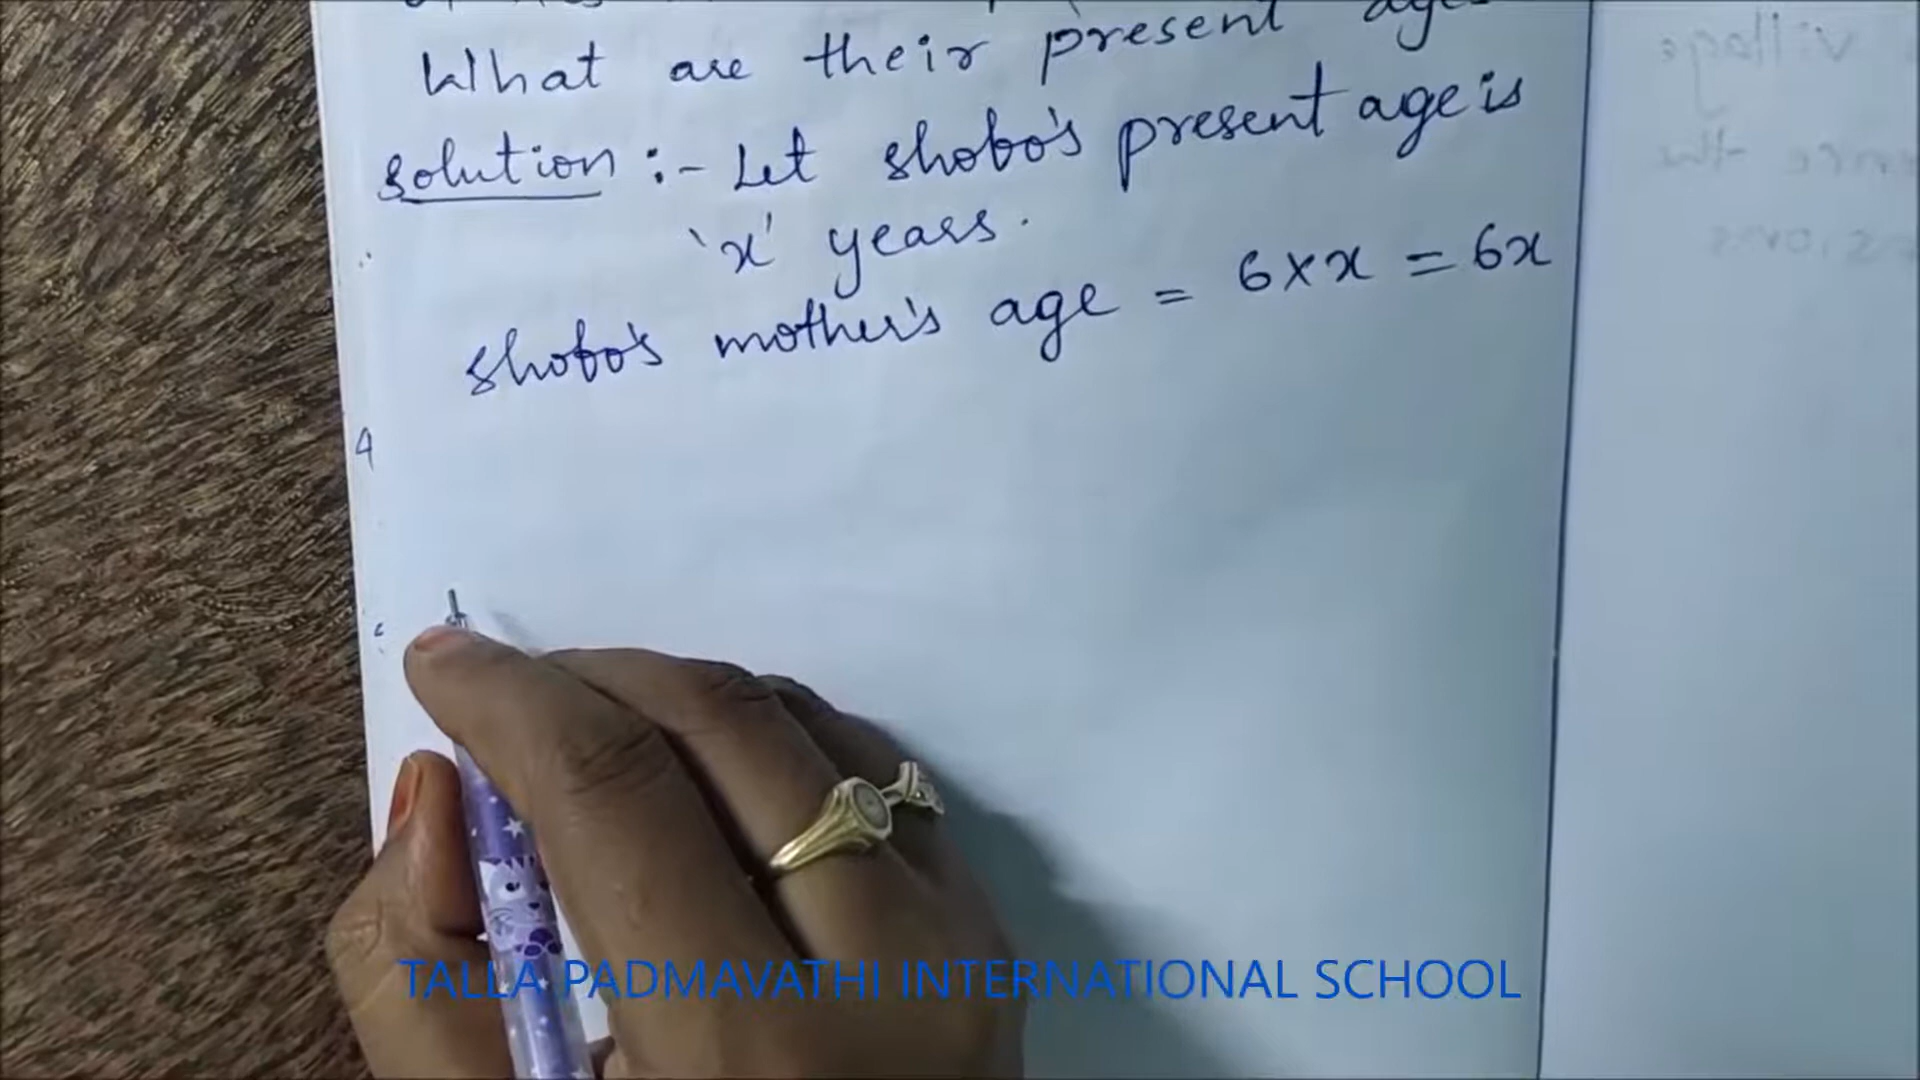 What are their present age
solution :- Let shobo's present age is
'x' years.
shobo's mother's age = 6×x = 6x
TALLA PADMAVATHI INTERNATIONAL SCHOOL